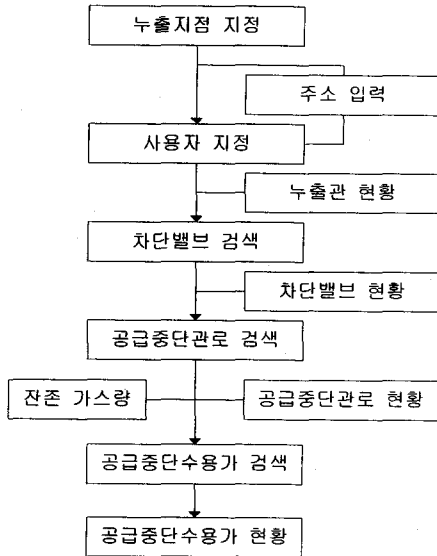 누출지점 지정
주소 입력
사용자 지정
누출관 현황
차단밸브 검색
차단밸브 현황
공급중단관로 검색
잔존 가스량
공급중단관로 현황
공급중단수용가 검색
공급중단수용가 현황